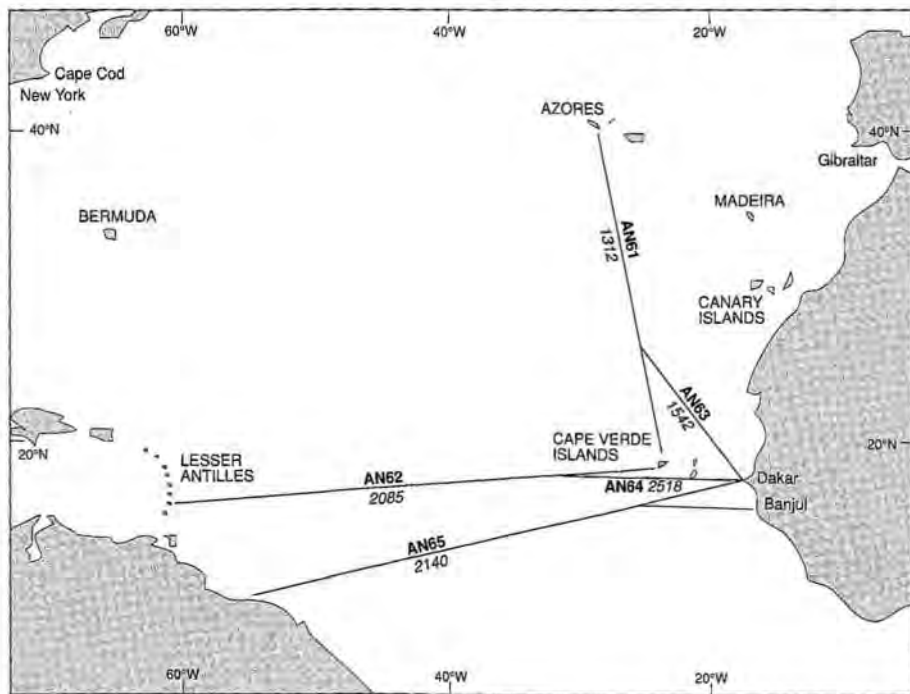 60°W
40°W
20°W
Cape Cod
New York
AZORES
40°N
40°N
Gibraltar
BERMUDA
MADEIRA
AN61
1312
CANARY
ISLANDS
AN63
1542
20°N
LESSER
ANTILLES
CAPE VERDE
ISLANDS
20°N
AN62
2085
AN64 2518
Dakar
Banjul
AN65
2140
60°W
40°W
20°W